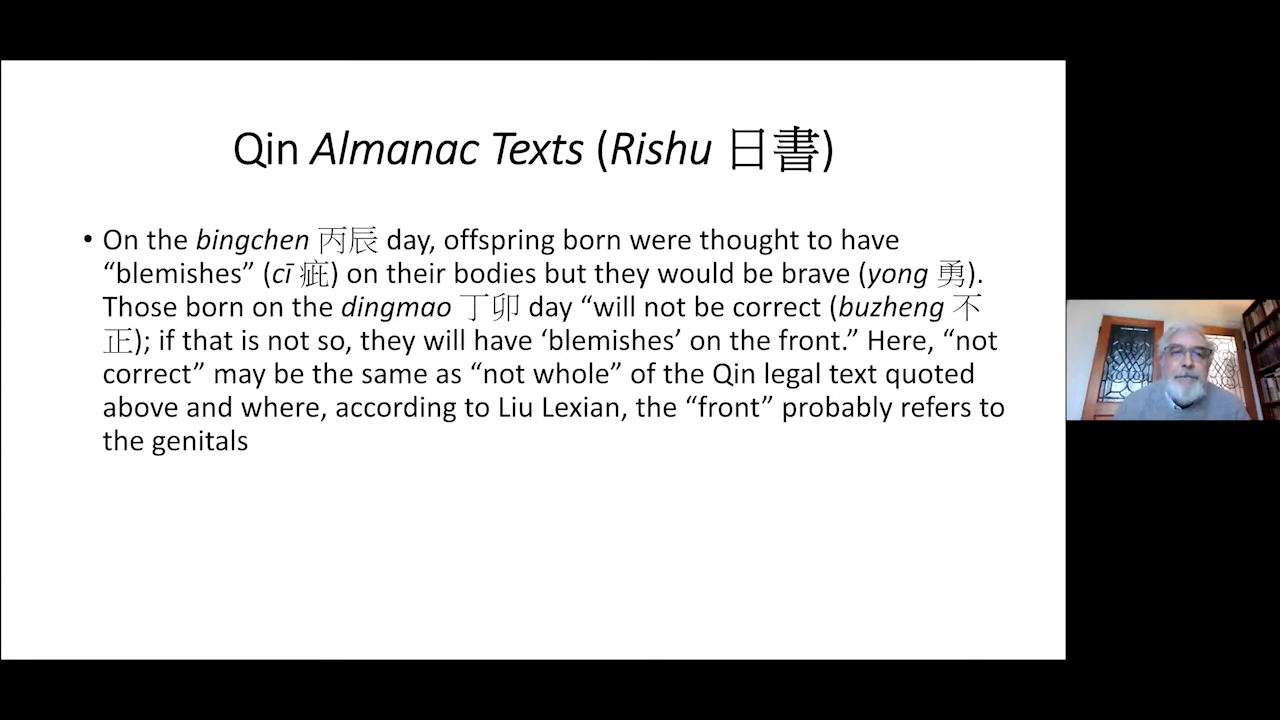 Qin Almanac Texts (Rishu 日書)
• On the bingchen 丙辰 day, offspring born were thought to have
“blemishes” (cī 疵) on their bodies but they would be brave (yong 勇).
Those born on the dingmao 丁卯 day “will not be correct (buzheng 不
正); if that is not so, they will have ‘blemishes’ on the front.” Here, “not
correct” may be the same as “not whole” of the Qin legal text quoted
above and where, according to Liu Lexian, the “front” probably refers to
the genitals